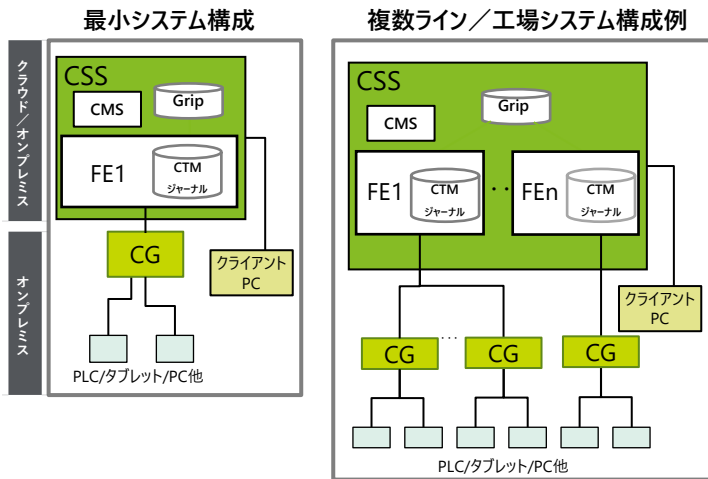 最小システム構成
クラウド／オンプレミス
オンプレミス
CSS
CMS
Grip
FE1
CTM
ジャーナル
CG
クライアント
PC
PLC/タブレット/PC他
複数ライン／工場システム構成例
CSS
CMS
Grip
FE1
CTM
ジャーナル
・・
FEn
CTM
ジャーナル
クライアント
PC
CG
...
CG
CG
PLC/タブレット/PC他